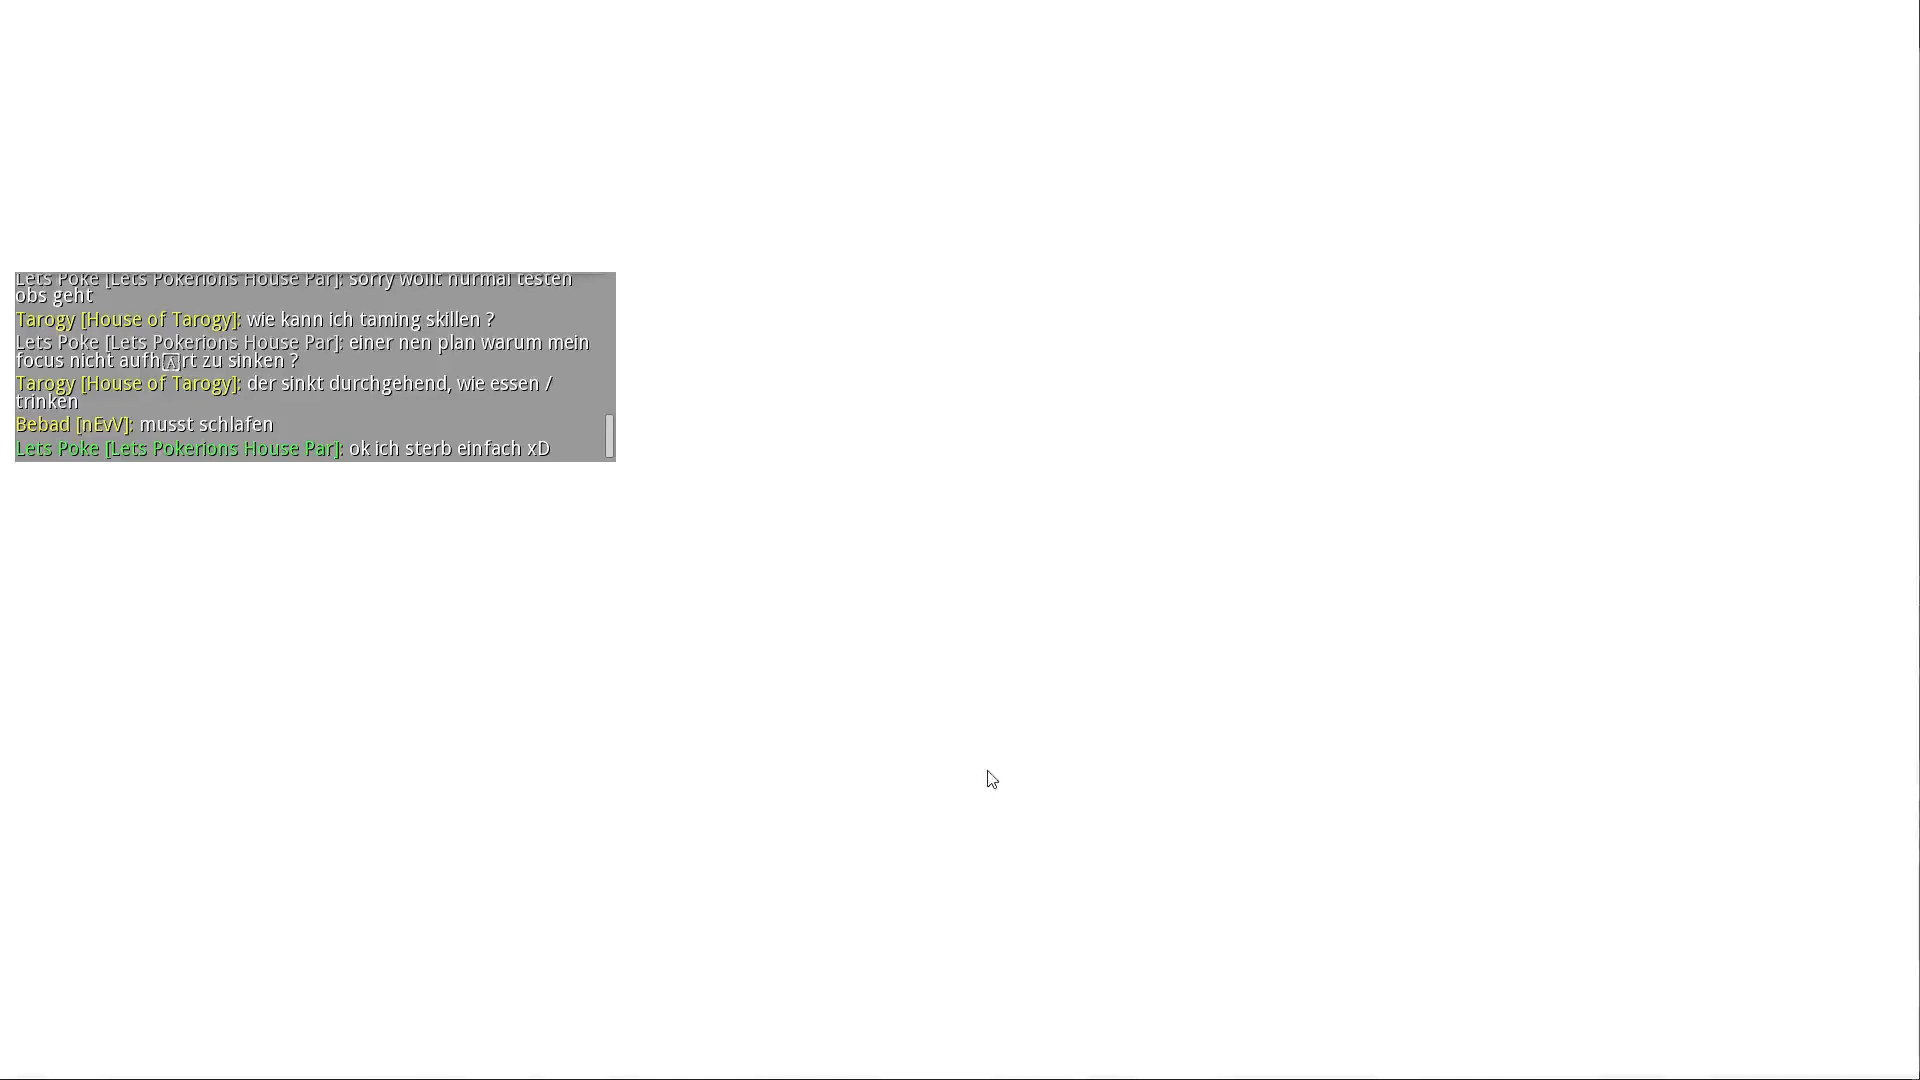 Lets Poke [Lets Pokerions House Par]: sorry wollt nurmal testen
obs geht
Tarogy [House of Tarogy]: wie kann ich taming skillen ?
Lets Poke [Lets Pokerions House Par]: einer nen plan warum mein
focus nicht aufh□rt zu sinken ?
Tarogy [House of Tarogy]: der sinkt durchgehend, wie essen /
trinken
Bebad [nEvV]: musst schlafen
Lets Poke [Lets Pokerions House Par]: ok ich sterb einfach xD